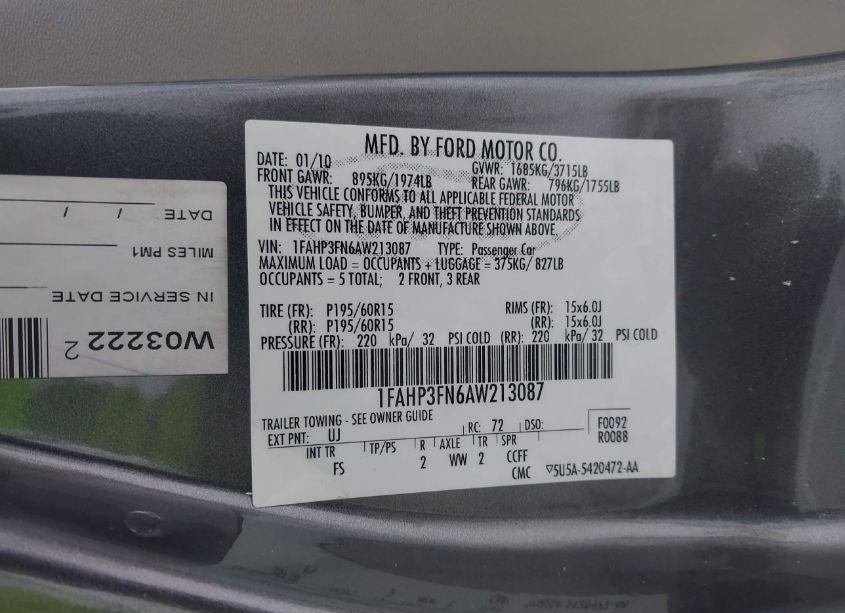 MFD. BY FORD MOTOR CO.
DATE: 01/10 GVWR: 1685KG/3715LB
FRONT GAWR: 895KG/1974LB REAR GAWR: 796KG/1755LB
THIS VEHICLE CONFORMS TO ALL APPLICABLE FEDERAL MOTOR
VEHICLE SAFETY, BUMPER, AND THEFT PREVENTION STANDARDS
IN EFFECT ON THE DATE OF MANUFACTURE SHOWN ABOVE.
VIN: 1FAHP3FN6AW213087 TYPE: Passenger Car
MAXIMUM LOAD = OCCUPANTS + LUGGAGE = 375KG/ 827LB
OCCUPANTS = 5 TOTAL; 2 FRONT, 3 REAR
TIRE (FR): P195/60R15 RIMS (FR): 15x6.0J
(RR): P195/60R15 (RR): 15x6.0J
PRESSURE (FR): 220 kPa/ 32 PSI COLD (RR): 220 kPa/ 32 PSI COLD
1FAHP3FN6AW213087
TRAILER TOWING - SEE OWNER GUIDE
EXT PNT: UJ RC: 72 DSO: F0092
R0088
INT TR TP/PS R AXLE TR SPR
FS 2 WW 2 CCFF
CMC 5U5A-5420472-AA
W03222 2
IN SERVICE DATE
MILES PM1
DATE / /